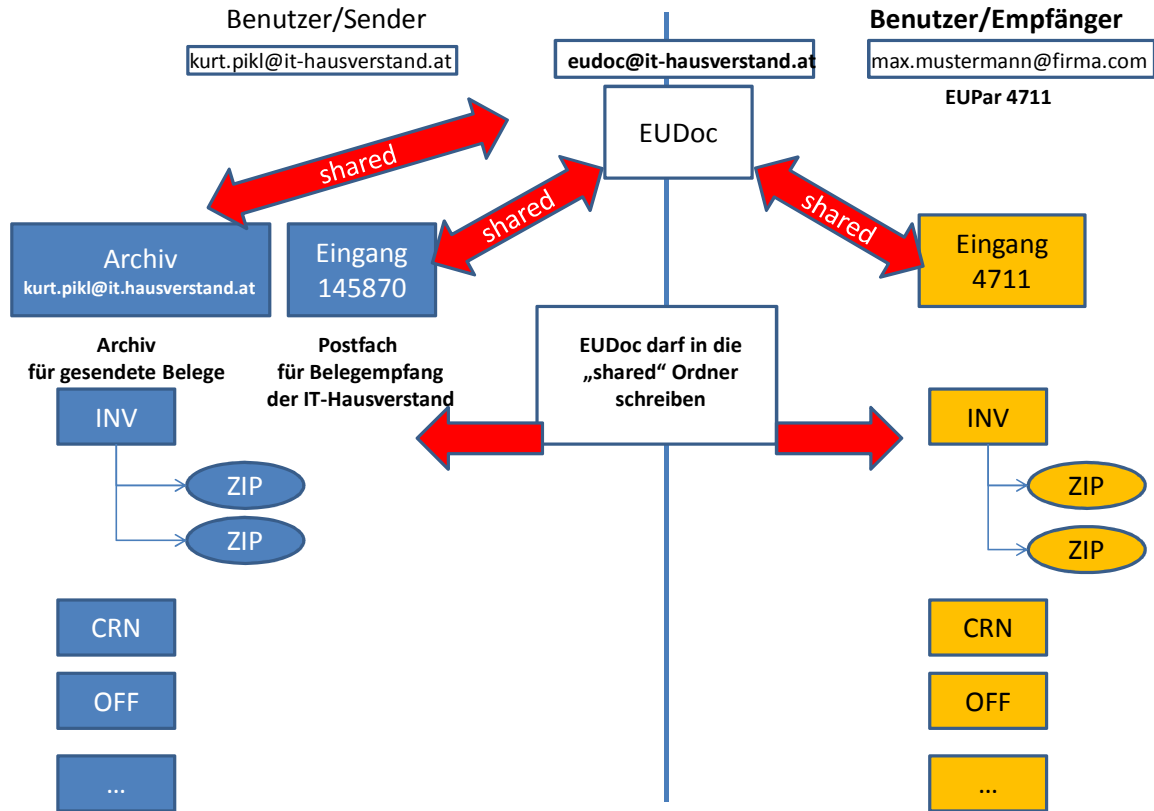 Benutzer/Sender
kurt.pikl@it-hausverstand.at
eudoc@it-hausverstand.at
Benutzer/Empfänger
max.mustermann@firma.com
EUPar 4711
EUDoc
shared
shared
shared
Archiv
kurt.pikl@it.hausverstand.at
Eingang
145870
Eingang
4711
Archiv
für gesendete Belege
Postfach
für Belegempfang
der IT-Hausverstand
EUDoc darf in die
„shared“ Ordner
schreiben
INV
ZIP
ZIP
CRN
OFF
...
INV
ZIP
ZIP
CRN
OFF
...